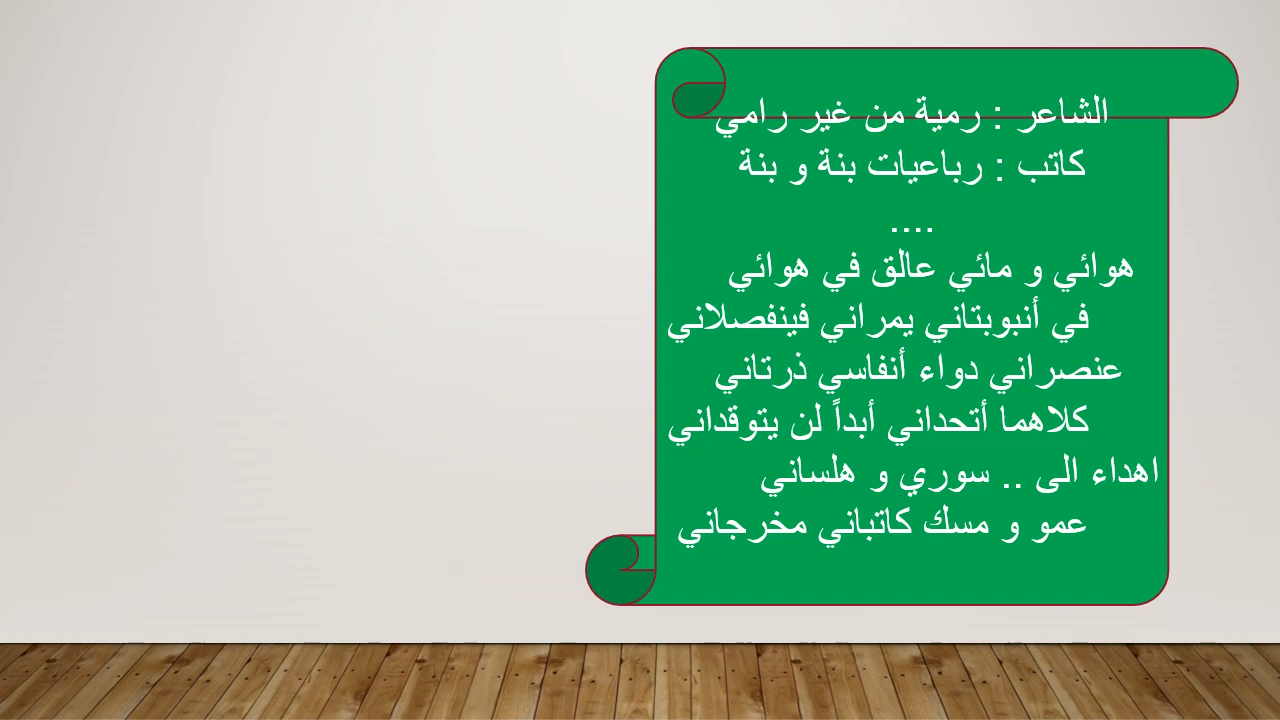 الشاعر : رمية من غير رامي
كاتب : رباعيات بنة و بنة
....
هوائي و مائي عالق في هوائي
في أنبوبتاني يمراني فينفصلاني
عنصراني دواء أنفاسي ذرتاني
كلاهما أتحداني أبداً لن يتوقداني
اهداء الى .. سوري و هلساني
عمو و مسك كاتباني مخرجاني